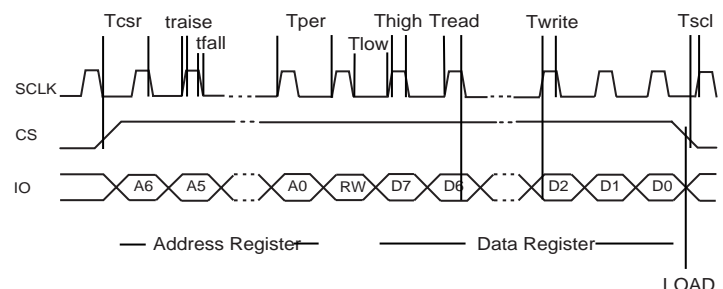 Tcsr traise Tper Thigh Tread Twrite Tscl
tfall Tlow
SCLK
CS
IO A6 A5 A0 RW D7 D6 D2 D1 D0
Address Register Data Register
LOAD